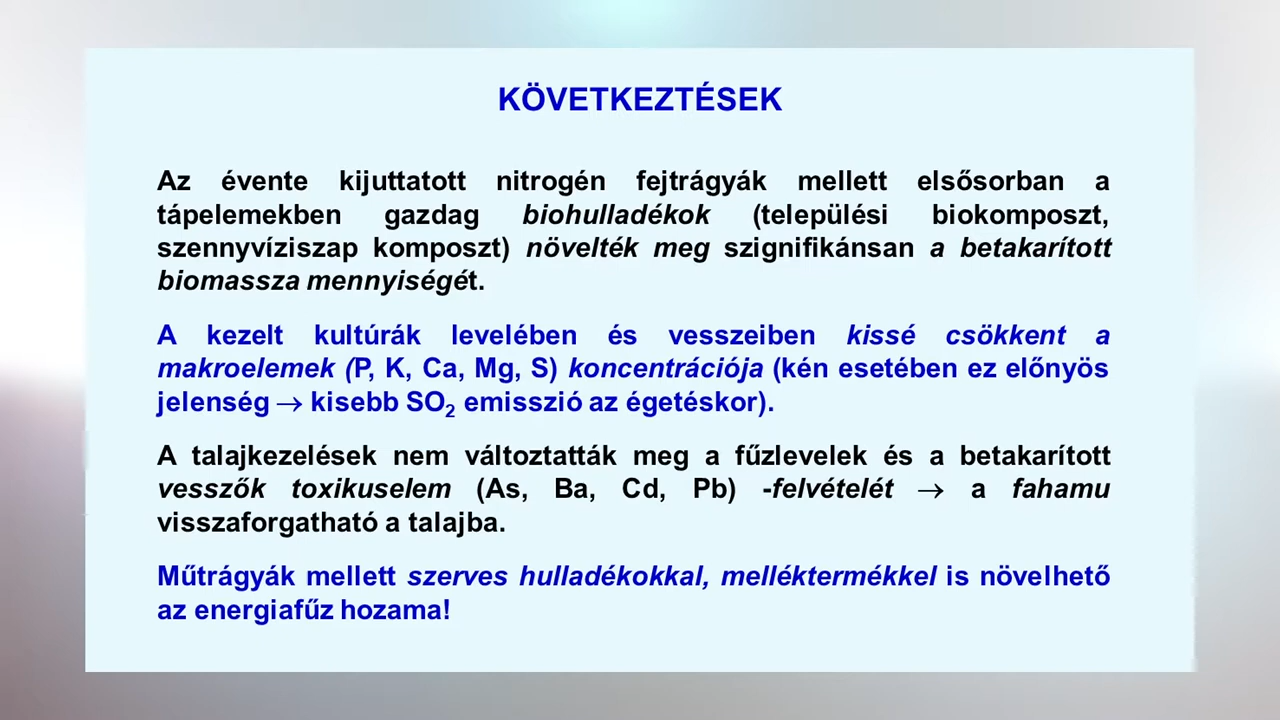 KÖVETKEZTÉSEK
Az évente kijuttatott nitrogén fejtrágyák mellett elsősorban a
tápelemekben gazdag biohulladékok (települési biokomposzt,
szennyvíziszap komposzt) növelték meg szignifikánsan a betakarított
biomassza mennyiségét.
A kezelt kultúrák levelében és vesszeiben kissé csökkent a
makroelemek (P, K, Ca, Mg, S) koncentrációja (kén esetében ez előnyös
jelenség → kisebb SO₂ emisszió az égetéskor).
A talajkezelések nem változtatták meg a fűzlevelek és a betakarított
vesszők toxikuselem (As, Ba, Cd, Pb) -felvételét → a fahamu
visszaforgatható a talajba.
Műtrágyák mellett szerves hulladékokkal, melléktermékkel is növelhető
az energiafűz hozama!